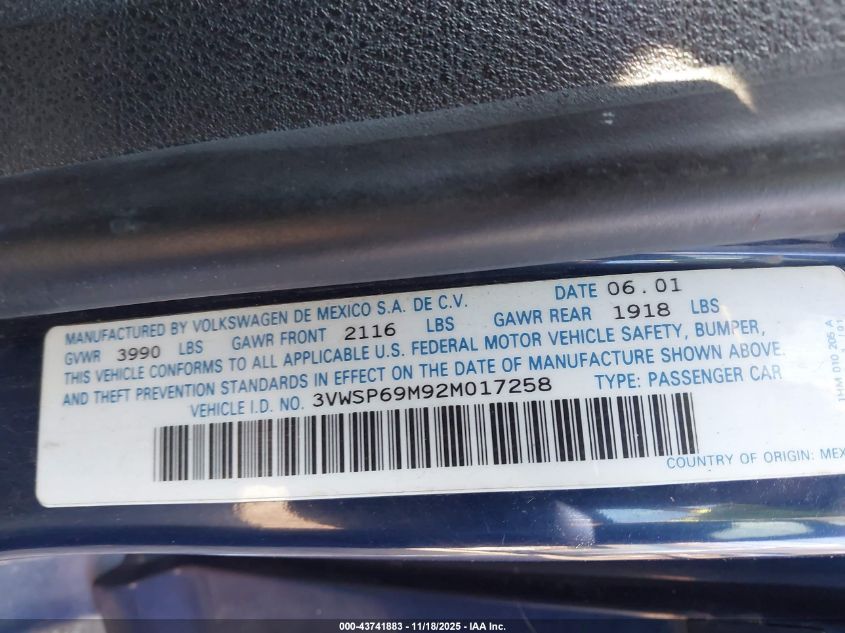 MANUFACTURED BY VOLKSWAGEN DE MEXICO S.A. DE C.V. DATE 06.01
GVWR 3990 LBS GAWR FRONT 2116 LBS GAWR REAR 1918 LBS
THIS VEHICLE CONFORMS TO ALL APPLICABLE U.S. FEDERAL MOTOR VEHICLE SAFETY, BUMPER,
AND THEFT PREVENTION STANDARDS IN EFFECT ON THE DATE OF MANUFACTURE SHOWN ABOVE.
VEHICLE I.D. NO. 3VWSP69M92M017258 TYPE: PASSENGER CAR
COUNTRY OF ORIGIN: MEX
1HM 010 235 A
000-43741883 - 11/18/2025 - IAA Inc.